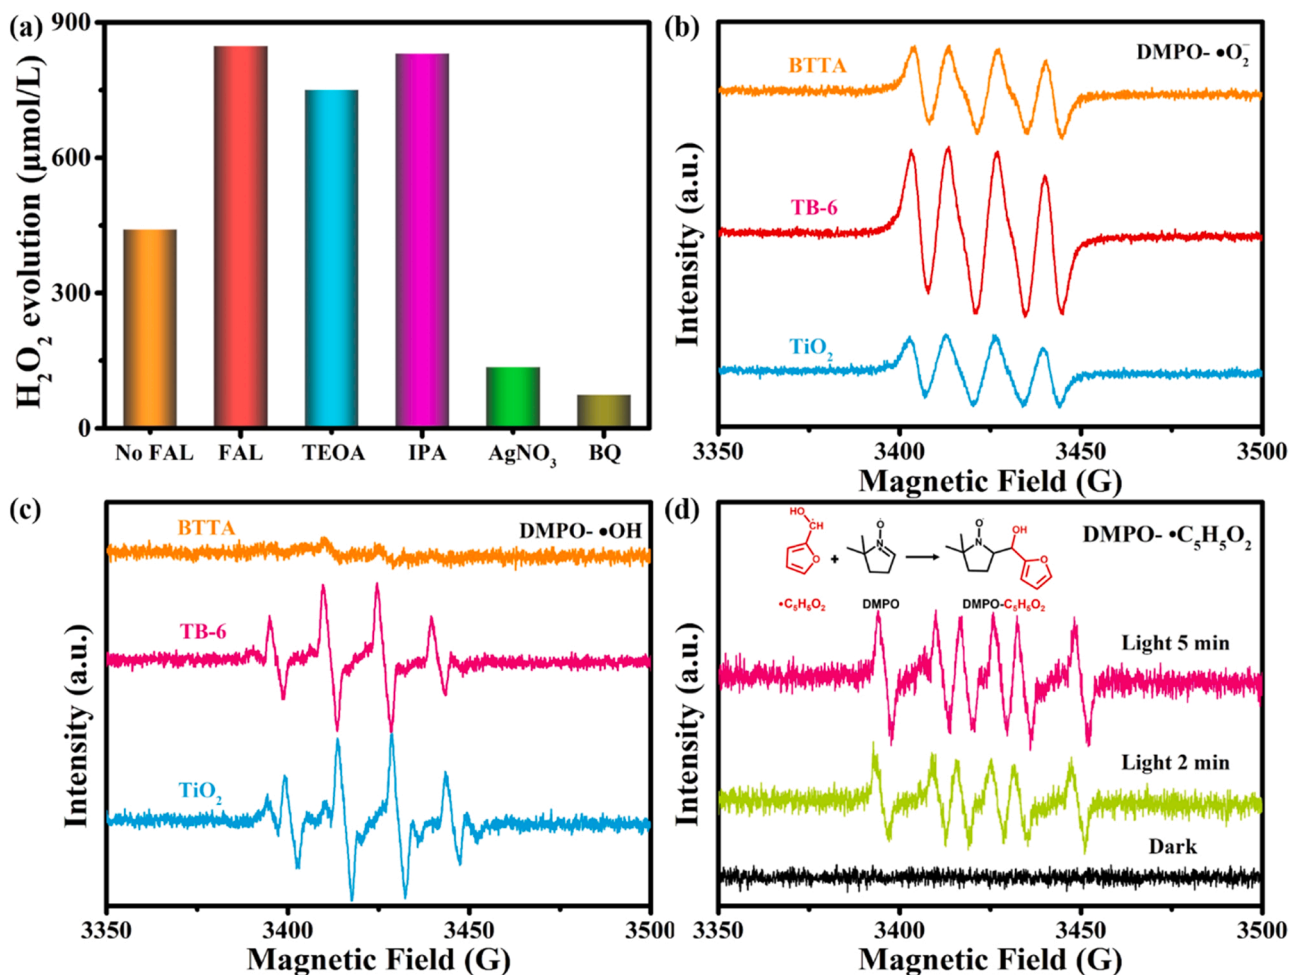 (a)
H₂O₂ evolution (μmol/L)
900
600
300
0
No FAL FAL TEOA IPA AgNO₃ BQ
(b)
DMPO- •O₂⁻
BTTA
TB-6
TiO₂
Intensity (a.u.)
3350 3400 3450 3500
Magnetic Field (G)
(c)
DMPO- •OH
BTTA
TB-6
TiO₂
Intensity (a.u.)
3350 3400 3450 3500
Magnetic Field (G)
(d)
DMPO- •C₅H₅O₂
HO
CH
O
+
O
N
O
N
OH
O
•C₅H₅O₂ DMPO DMPO-C₅H₅O₂
Light 5 min
Light 2 min
Dark
Intensity (a.u.)
3350 3400 3450 3500
Magnetic Field (G)